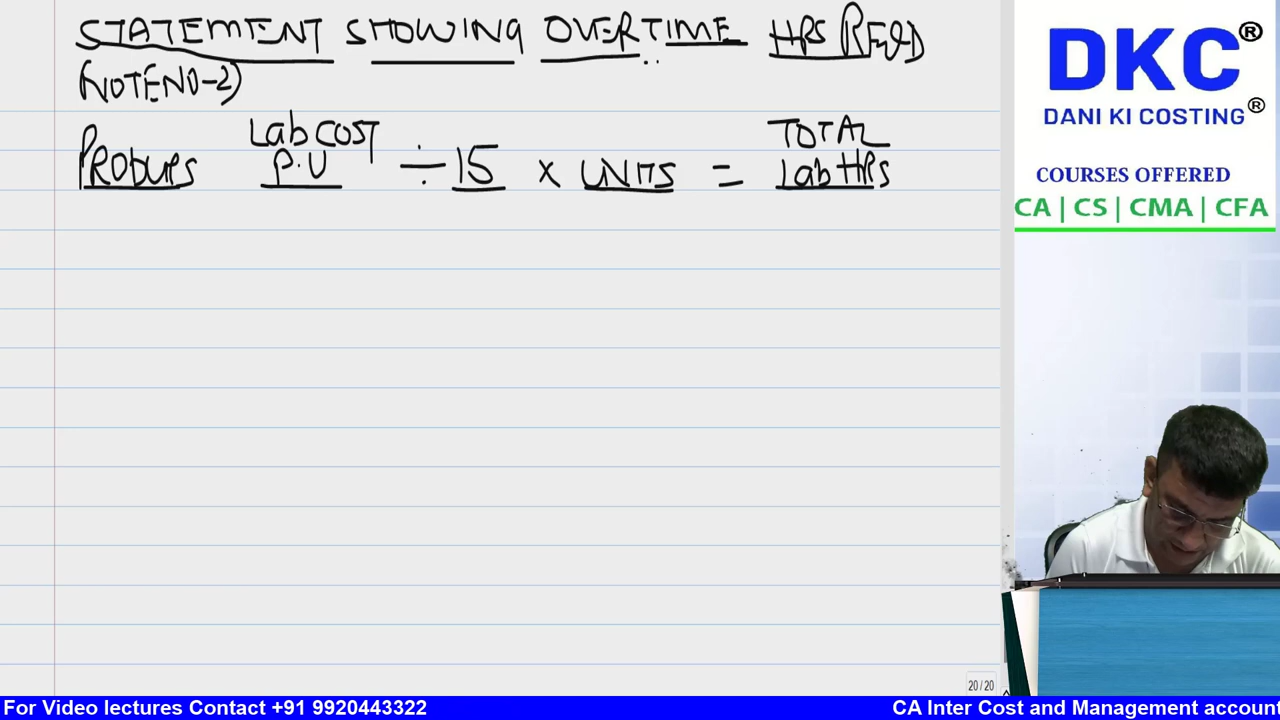 STATEMENT SHOWING OVERTIME HRS REQD
(NOTE NO-2)
Lab COST TOTAL
PRODUCTS P.U ÷ 15 × UNITS = Lab HRS
DKC®
DANI KI COSTING®
COURSES OFFERED
CA | CS | CMA | CFA
20 / 20
For Video lectures Contact +91 9920443322
CA Inter Cost and Management account